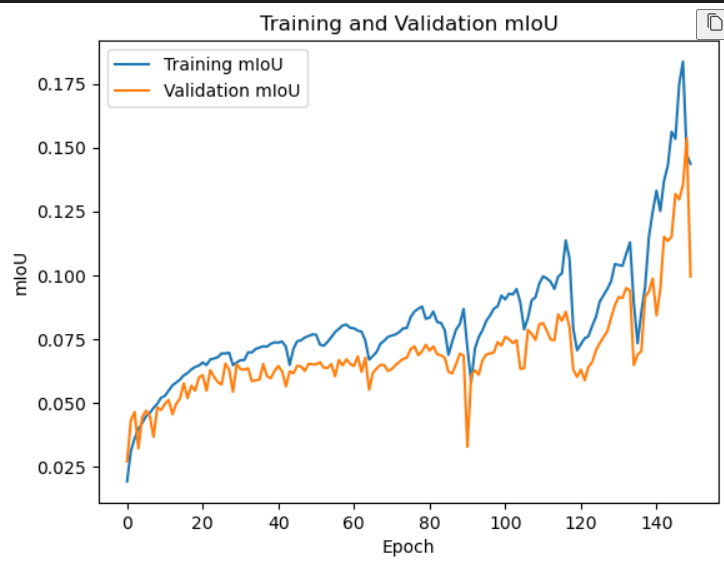 Training and Validation mIoU
Training mIoU
Validation mIoU
mIoU
0.175
0.150
0.125
0.100
0.075
0.050
0.025
0 20 40 60 80 100 120 140
Epoch